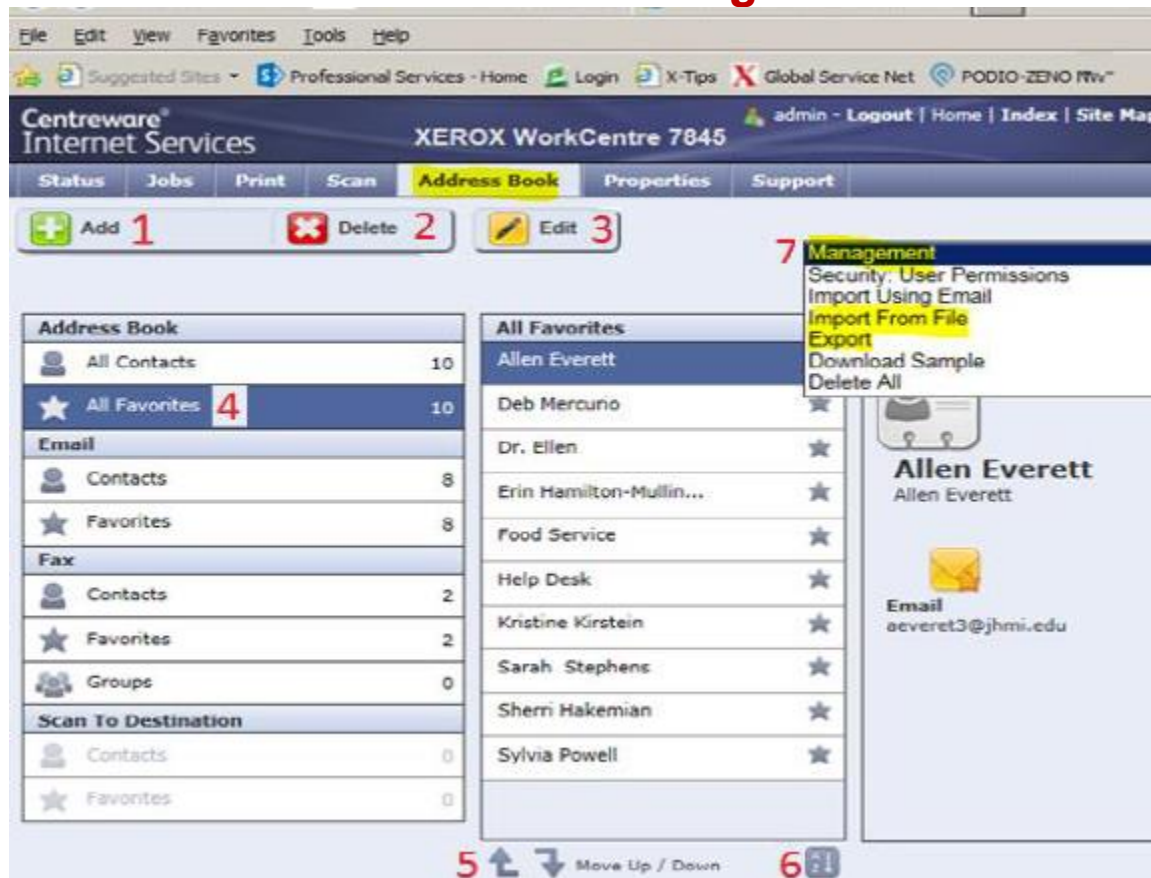 File Edit View Favorites Tools Help
Suggested Sites Professional Services - Home Login X-Tips Global Service Net PODIO-ZENO
Centreware®
Internet Services
XEROX WorkCentre 7845
admin - Logout | Home | Index | Site Map
Status Jobs Print Scan Address Book Properties Support
Add 1 Delete 2 Edit 3
7 Management
Security: User Permissions
Import Using Email
Import From File
Export
Download Sample
Delete All
Address Book
All Contacts 10
All Favorites 4 10
Email
Contacts 8
Favorites 8
Fax
Contacts 2
Favorites 2
Groups 0
Scan To Destination
Contacts 0
Favorites 0
All Favorites
Allen Everett
Deb Mercuno
Dr. Ellen
Erin Hamilton-Mullin...
Food Service
Help Desk
Kristine Kirstein
Sarah Stephens
Sherri Hakemian
Sylvia Powell
5 Move Up / Down 6
Allen Everett
Allen Everett
Email
aeveret3@jhmi.edu